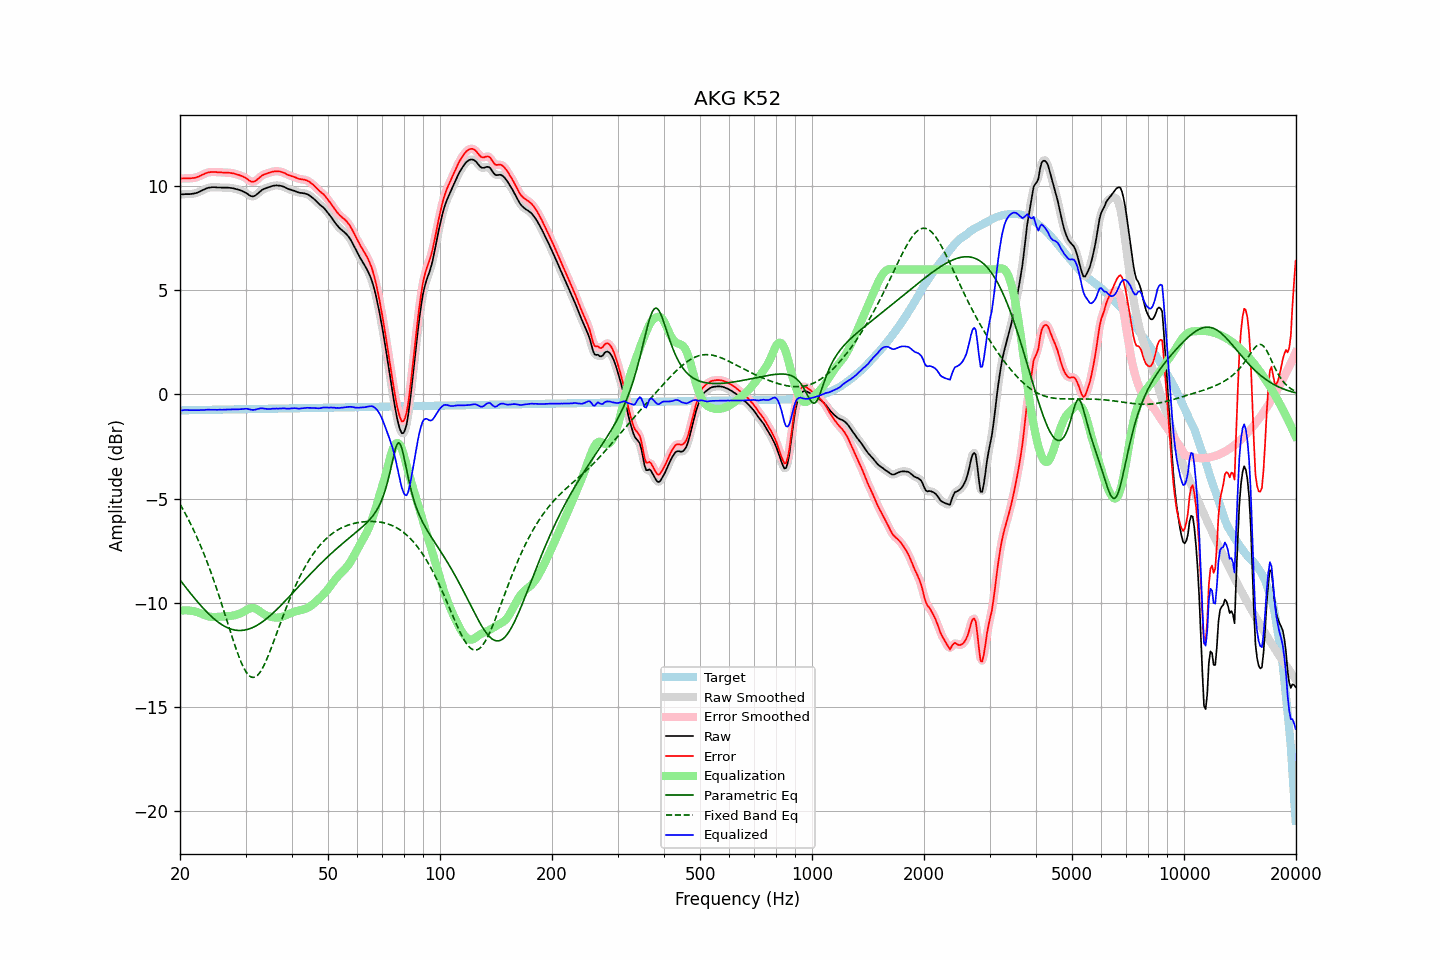 AKG K52
Amplitude (dBr)
10
5
0
−5
−10
−15
−20
20 50 100 200 500 1000 2000 5000 10000 20000
Frequency (Hz)
Target
Raw Smoothed
Error Smoothed
Raw
Error
Equalization
Parametric Eq
Fixed Band Eq
Equalized